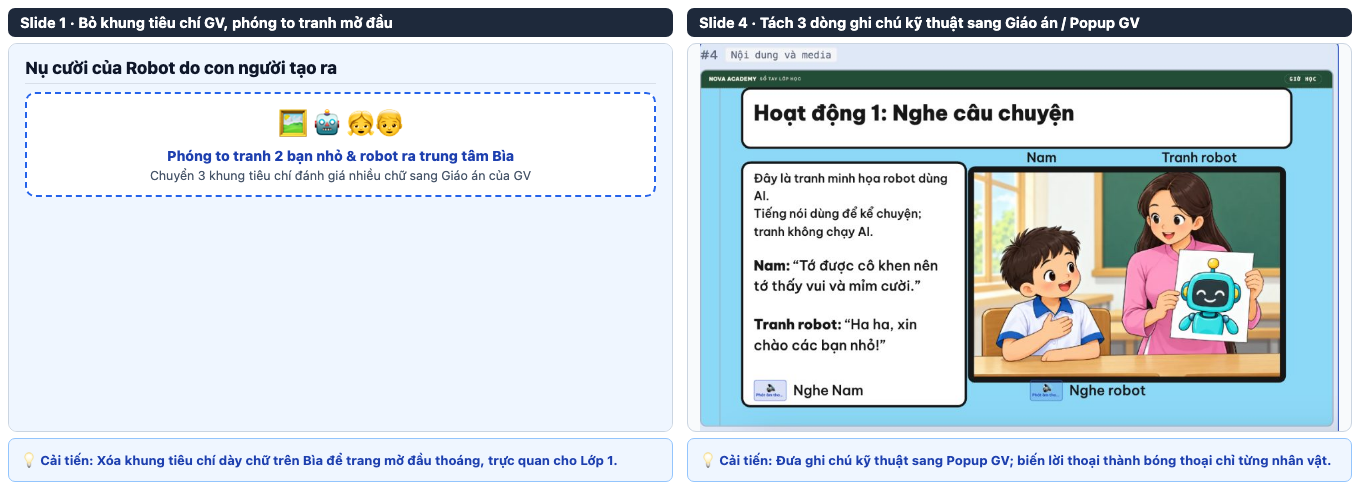 Slide 1 · Bỏ khung tiêu chí GV, phóng to tranh mở đầu
Nụ cười của Robot do con người tạo ra
Phóng to tranh 2 bạn nhỏ & robot ra trung tâm Bìa
Chuyển 3 khung tiêu chí đánh giá nhiều chữ sang Giáo án của GV
💡 Cải tiến: Xóa khung tiêu chí dày chữ trên Bìa để trang mở đầu thoáng, trực quan cho Lớp 1.
Slide 4 · Tách 3 dòng ghi chú kỹ thuật sang Giáo án / Popup GV
#4 Nội dung và media
NOVA ACADEMY SỔ TAY LỚP HỌC
GIỜ HỌC
Hoạt động 1: Nghe câu chuyện
Nam Tranh robot
Đây là tranh minh họa robot dùng
AI.
Tiếng nói dùng để kể chuyện;
tranh không chạy AI.
Nam: “Tớ được cô khen nên
tớ thấy vui và mỉm cười.”
Tranh robot: “Ha ha, xin
chào các bạn nhỏ!”
Nghe Nam
Nghe robot
💡 Cải tiến: Đưa ghi chú kỹ thuật sang Popup GV; biến lời thoại thành bóng thoại chỉ từng nhân vật.